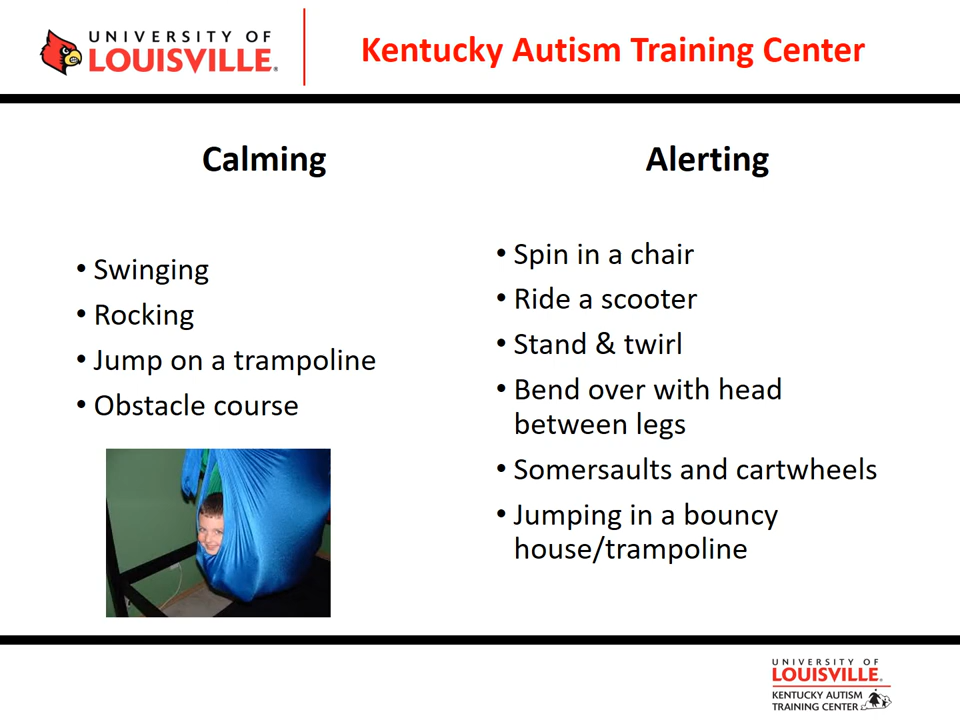 UNIVERSITY OF
LOUISVILLE®
Kentucky Autism Training Center
Calming
• Swinging
• Rocking
• Jump on a trampoline
• Obstacle course
Alerting
• Spin in a chair
• Ride a scooter
• Stand & twirl
• Bend over with head
between legs
• Somersaults and cartwheels
• Jumping in a bouncy
house/trampoline
UNIVERSITY OF
LOUISVILLE®
KENTUCKY AUTISM
TRAINING CENTER